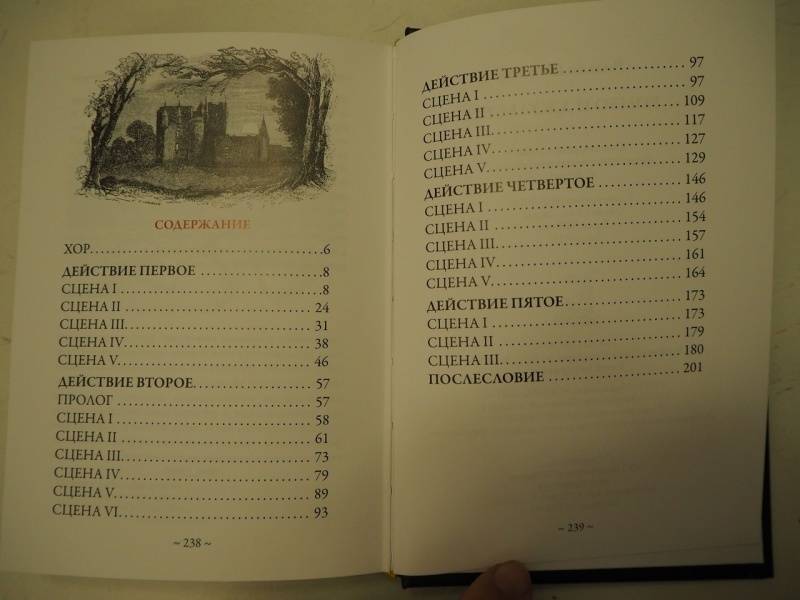 СОДЕРЖАНИЕ
ХОР. . . . . . . . . . . . . . . . . . . . . . . . . . . . . . . . . .6
ДЕЙСТВИЕ ПЕРВОЕ . . . . . . . . . . . . . . . . . 8
СЦЕНА I . . . . . . . . . . . . . . . . . . . . . . . . . . . . .8
СЦЕНА II . . . . . . . . . . . . . . . . . . . . . . . . . . . 24
СЦЕНА III. . . . . . . . . . . . . . . . . . . . . . . . . . . 31
СЦЕНА IV. . . . . . . . . . . . . . . . . . . . . . . . . . . 38
СЦЕНА V. . . . . . . . . . . . . . . . . . . . . . . . . . . . 46
ДЕЙСТВИЕ ВТОРОЕ. . . . . . . . . . . . . . . . . 57
ПРОЛОГ . . . . . . . . . . . . . . . . . . . . . . . . . . . . 57
СЦЕНА I . . . . . . . . . . . . . . . . . . . . . . . . . . . . 58
СЦЕНА II . . . . . . . . . . . . . . . . . . . . . . . . . . . 61
СЦЕНА III. . . . . . . . . . . . . . . . . . . . . . . . . . . 73
СЦЕНА IV. . . . . . . . . . . . . . . . . . . . . . . . . . . 79
СЦЕНА V. . . . . . . . . . . . . . . . . . . . . . . . . . . . 89
СЦЕНА VI. . . . . . . . . . . . . . . . . . . . . . . . . . . 93
~ 238 ~
ДЕЙСТВИЕ ТРЕТЬЕ . . . . . . . . . . . . . . . . . 97
СЦЕНА I . . . . . . . . . . . . . . . . . . . . . . . . . . . . 97
СЦЕНА II . . . . . . . . . . . . . . . . . . . . . . . . . . 109
СЦЕНА III. . . . . . . . . . . . . . . . . . . . . . . . . . 117
СЦЕНА IV. . . . . . . . . . . . . . . . . . . . . . . . . . 127
СЦЕНА V. . . . . . . . . . . . . . . . . . . . . . . . . . . 129
ДЕЙСТВИЕ ЧЕТВЕРТОЕ . . . . . . . . . . . . 146
СЦЕНА I . . . . . . . . . . . . . . . . . . . . . . . . . . . 146
СЦЕНА II . . . . . . . . . . . . . . . . . . . . . . . . . . 154
СЦЕНА III. . . . . . . . . . . . . . . . . . . . . . . . . . 157
СЦЕНА IV. . . . . . . . . . . . . . . . . . . . . . . . . . 161
СЦЕНА V. . . . . . . . . . . . . . . . . . . . . . . . . . . 164
ДЕЙСТВИЕ ПЯТОЕ. . . . . . . . . . . . . . . . . 173
СЦЕНА I . . . . . . . . . . . . . . . . . . . . . . . . . . . 173
СЦЕНА II . . . . . . . . . . . . . . . . . . . . . . . . . . 179
СЦЕНА III. . . . . . . . . . . . . . . . . . . . . . . . . . 180
ПОСЛЕСЛОВИЕ . . . . . . . . . . . . . . . . . . . 201
~ 239 ~